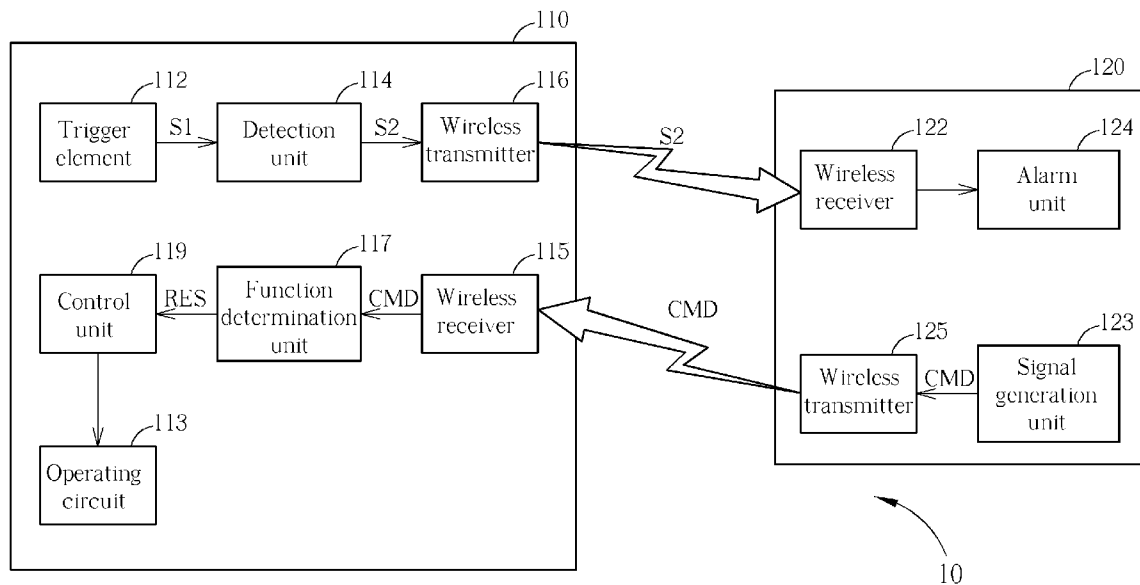 110
112
114
116
Trigger
element
S1
Detection
unit
S2
Wireless
transmitter
S2
120
122
124
Wireless
receiver
Alarm
unit
119
117
115
Control
unit
RES
Function
determination
unit
CMD
Wireless
receiver
CMD
125
123
Wireless
transmitter
CMD
Signal
generation
unit
113
Operating
circuit
10